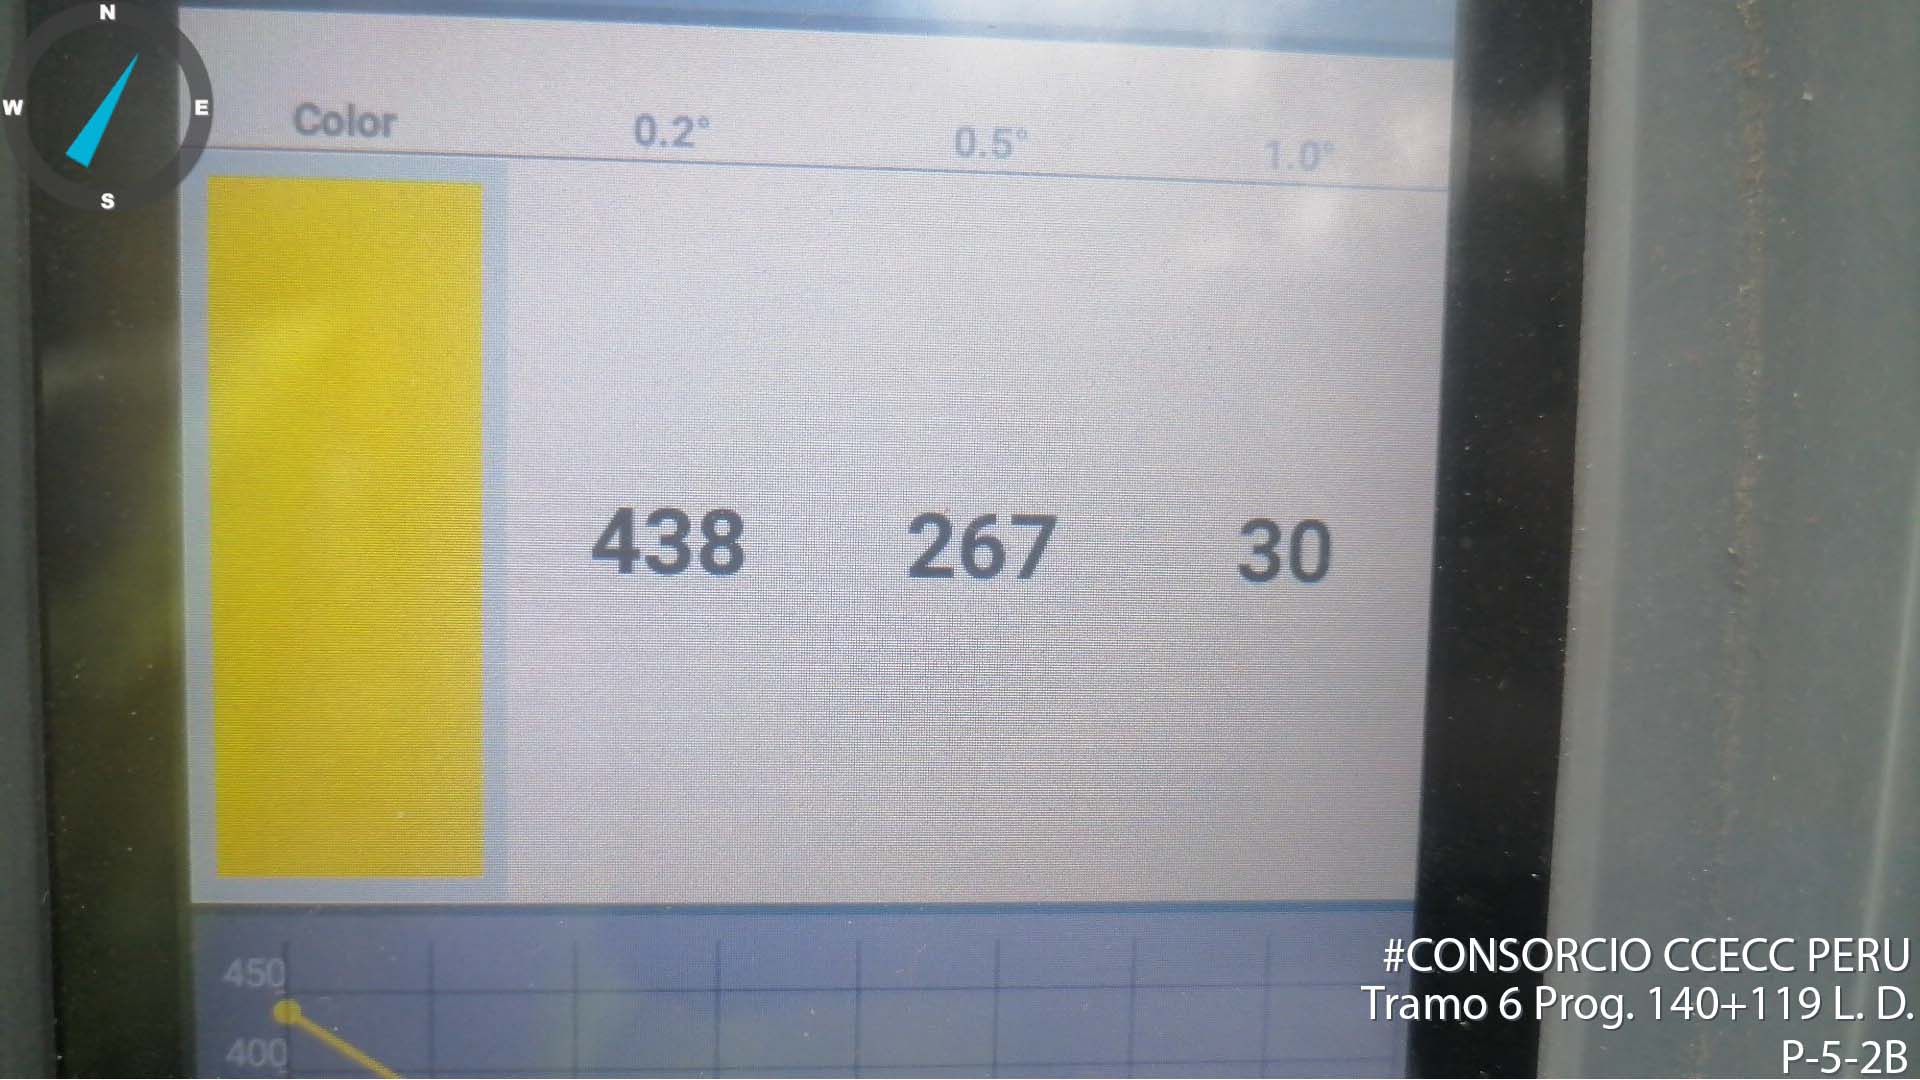 N
W
E
S
Color 0.2° 0.5° 1.0°
438 267 30
450
400
#CONSORCIO CCECC PERU
Tramo 6 Prog. 140+119 L. D.
P-5-2B